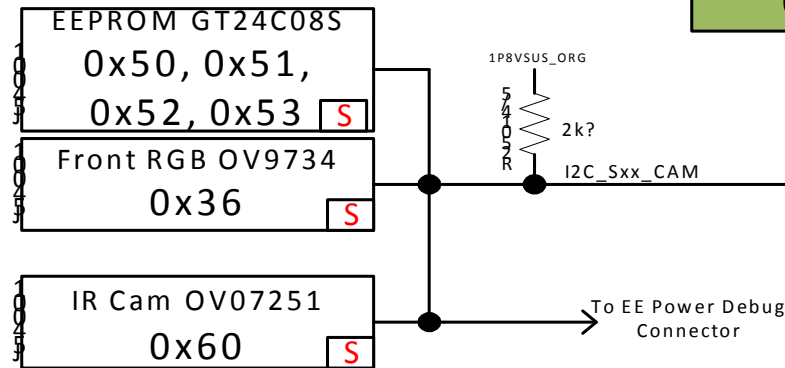 EEPROM GT24C08S
0x50, 0x51,
0x52, 0x53
S
1P8VSUS_ORG
2k?
Front RGB OV9734
0x36
S
I2C_Sxx_CAM
IR Cam OV07251
0x60
S
To EE Power Debug
Connector